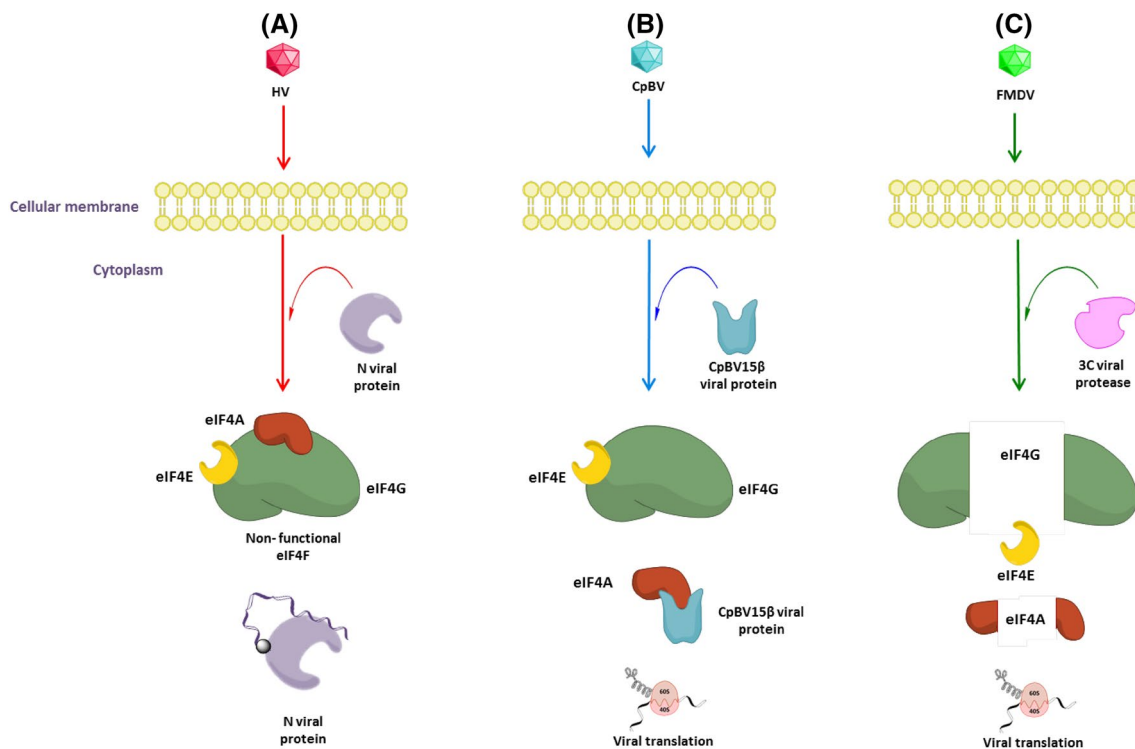 (A)
HV
Cellular membrane
Cytoplasm
N viral
protein
eIF4A
eIF4E
eIF4G
Non- functional
eIF4F
N viral
protein
(B)
CpBV
CpBV15β
viral protein
eIF4E
eIF4G
eIF4A
CpBV15β viral
protein
60S
40S
Viral translation
(C)
FMDV
3C viral
protease
eIF4G
eIF4E
eIF4A
60S
40S
Viral translation